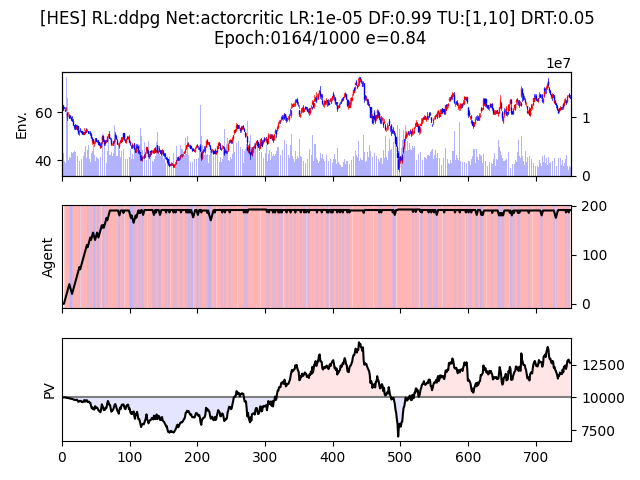 [HES] RL:ddpg Net:actorcritic LR:1e-05 DF:0.99 TU:[1,10] DRT:0.05
Epoch:0164/1000 e=0.84
1e7
Env.
60
40
1
0
Agent
200
100
0
PV
12500
10000
7500
0 100 200 300 400 500 600 700